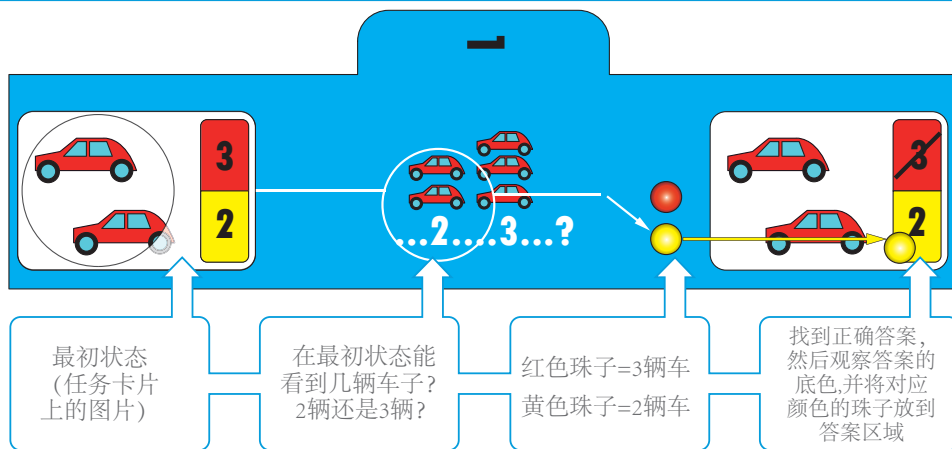 1
3
2
...2....3...?
3
2
最初状态
(任务卡片
上的图片)
在最初状态能
看到几辆车子?
2辆还是3辆?
红色珠子=3辆车
黄色珠子=2辆车
找到正确答案,
然后观察答案的
底色,并将对应
颜色的珠子放到
答案区域